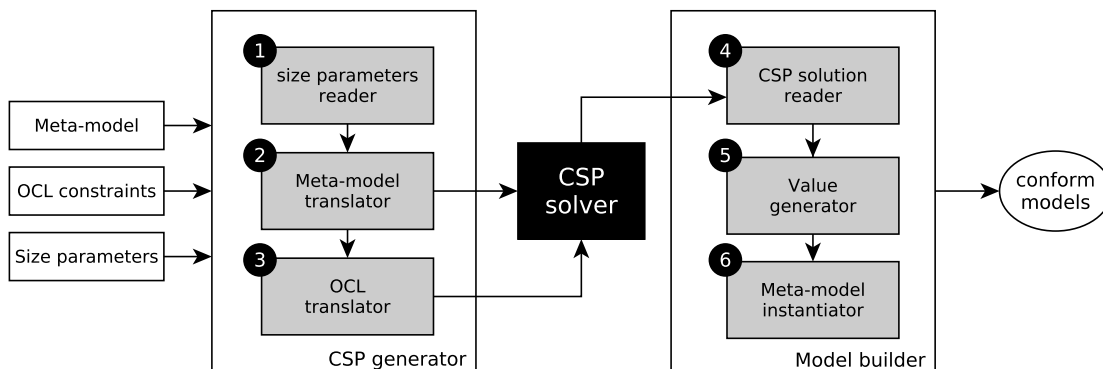 Meta-model
OCL constraints
Size parameters
1
size parameters
reader
2
Meta-model
translator
3
OCL
translator
CSP generator
CSP
solver
4
CSP solution
reader
5
Value
generator
6
Meta-model
instantiator
Model builder
conform
models